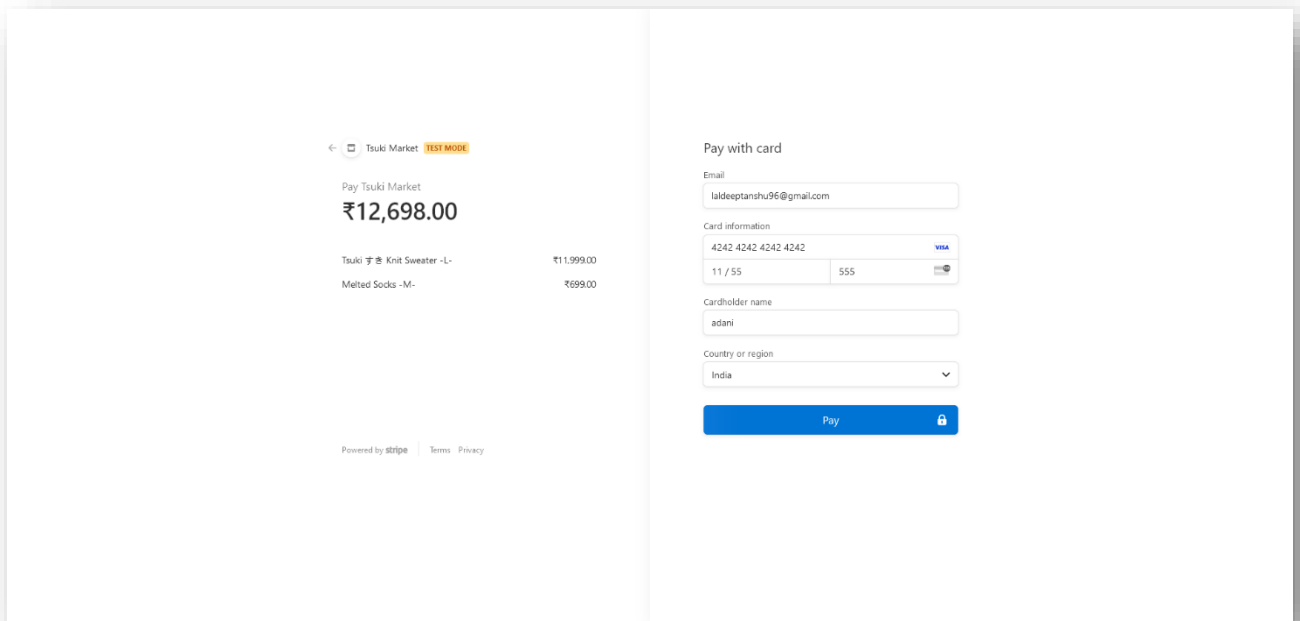 Tsuki Market TEST MODE
Pay Tsuki Market
₹12,698.00
Tsuki すき Knit Sweater -L- ₹11,999.00
Melted Socks -M- ₹699.00
Powered by stripe Terms Privacy
Pay with card
Email
laldeeptanshu96@gmail.com
Card information
4242 4242 4242 4242 VISA
11 / 55 555
Cardholder name
adani
Country or region
India
Pay